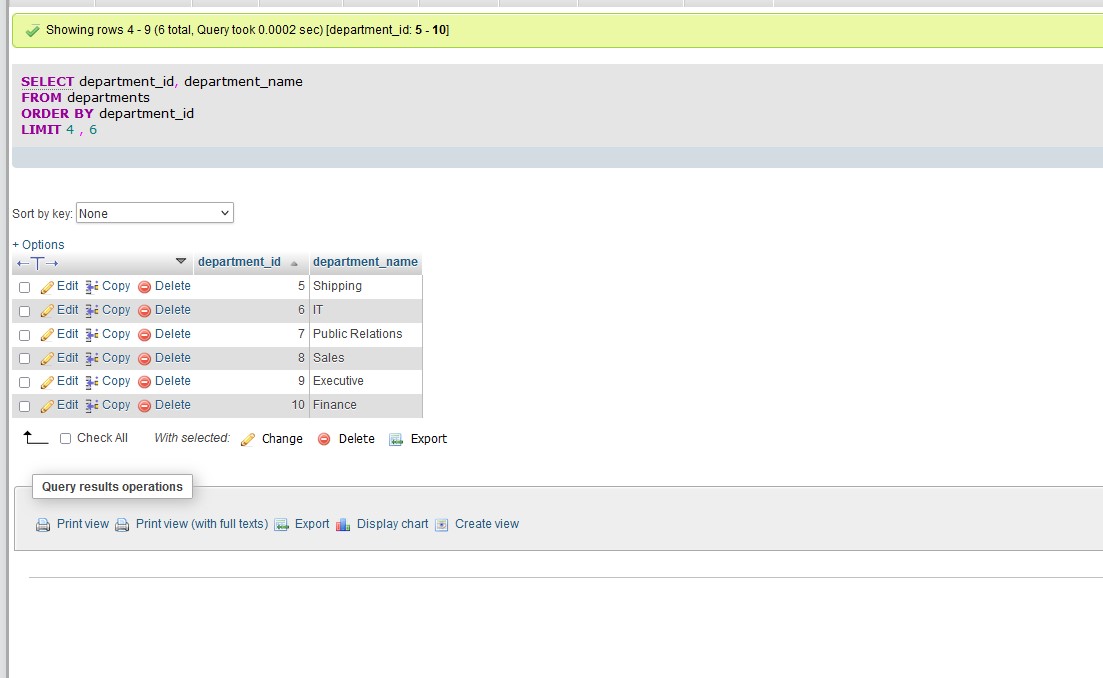 Showing rows 4 - 9 (6 total, Query took 0.0002 sec) [department_id: 5 - 10]
SELECT department_id, department_name
FROM departments
ORDER BY department_id
LIMIT 4 , 6
Sort by key: None
+ Options
←T→ department_id department_name
Edit Copy Delete 5 Shipping
Edit Copy Delete 6 IT
Edit Copy Delete 7 Public Relations
Edit Copy Delete 8 Sales
Edit Copy Delete 9 Executive
Edit Copy Delete 10 Finance
Check All With selected: Change Delete Export
Query results operations
Print view Print view (with full texts) Export Display chart Create view